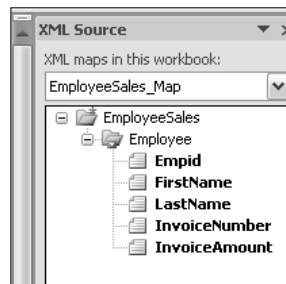 XML Source
XML maps in this workbook:
EmployeeSales_Map
EmployeeSales
Employee
Empid
FirstName
LastName
InvoiceNumber
InvoiceAmount